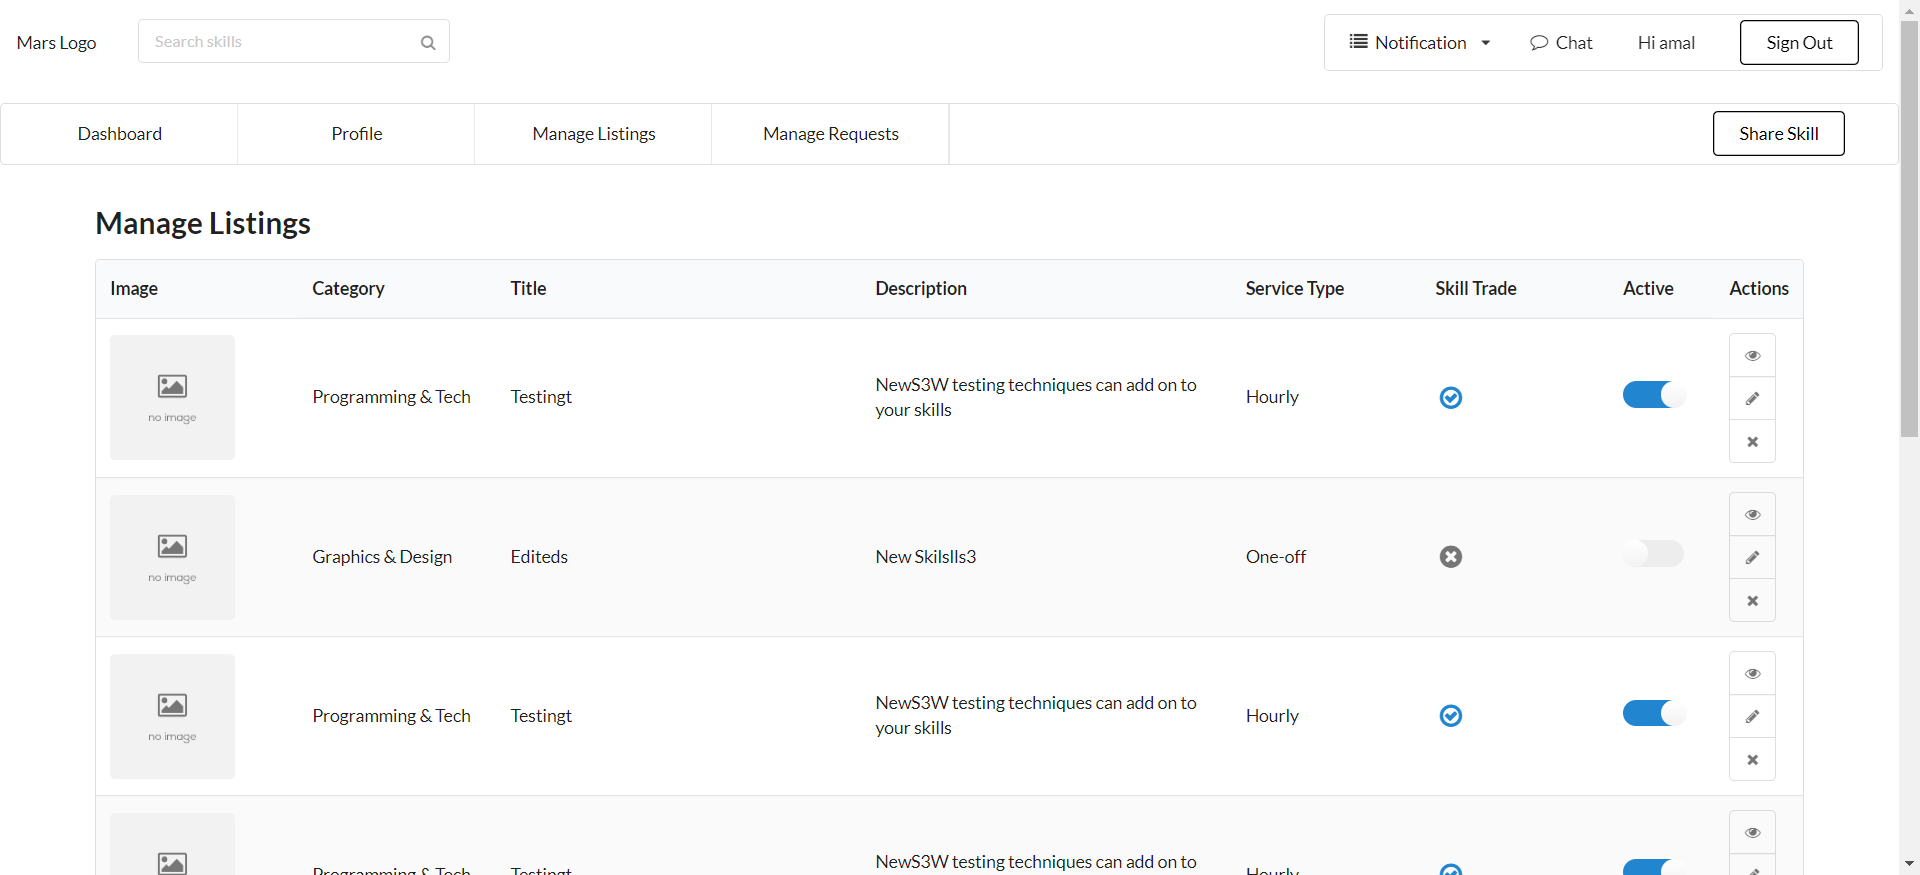 Mars Logo
Search skills
Notification
Chat
Hi amal
Sign Out
Dashboard
Profile
Manage Listings
Manage Requests
Share Skill
Manage Listings
Image Category Title Description Service Type Skill Trade Active Actions
no image
Programming & Tech
Testingt
NewS3W testing techniques can add on to
your skills
Hourly
no image
Graphics & Design
Editeds
New Skilslls3
One-off
no image
Programming & Tech
Testingt
NewS3W testing techniques can add on to
your skills
Hourly
Programming & Tech
Testingt
NewS3W testing techniques can add on to
Hourly